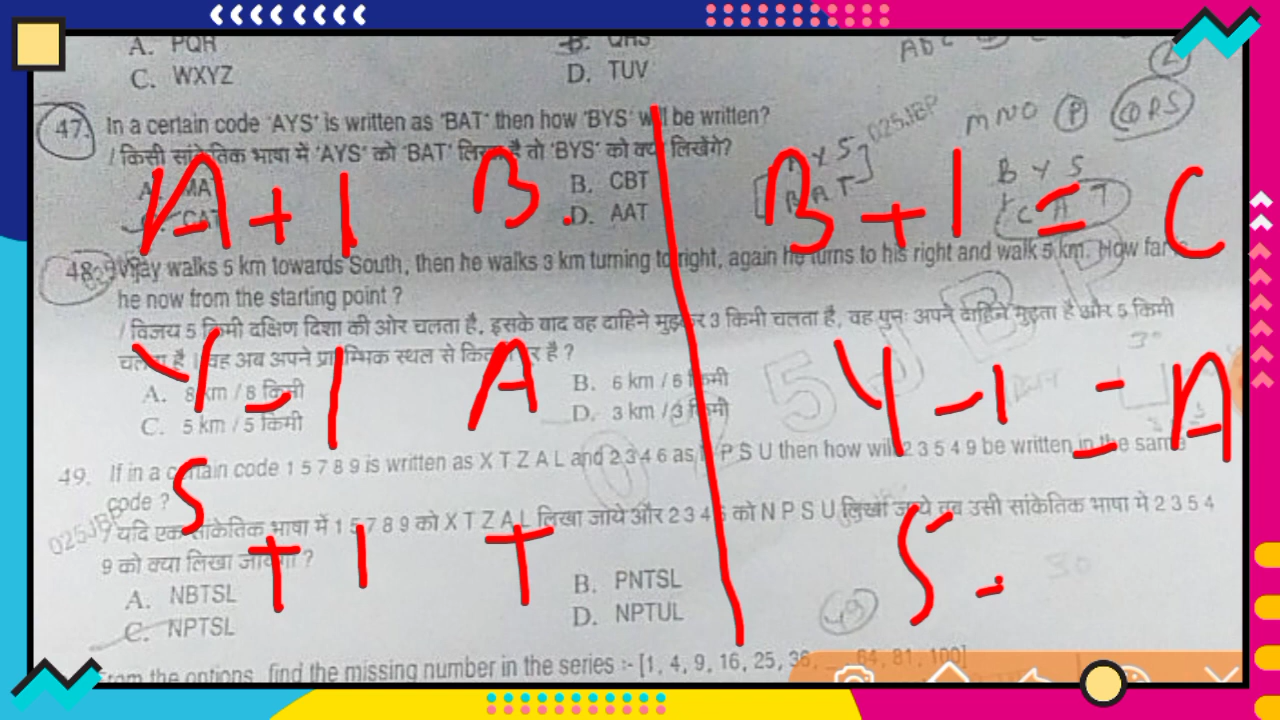 A. PQR
B. QRS
C. WXYZ
D. TUV
47. In a certain code 'AYS' is written as 'BAT' then how 'BYS' will be written?
/ किसी सांकेतिक भाषा में 'AYS' को 'BAT' लिखा है तो 'BYS' को क्या लिखेंगे?
A. MAT
B. CBT
C. CAT
D. AAT
025JBP
AYS
BAT
MNO P QRS
BYS
CAT
A + 1 B.
B + 1 = C
48. Vijay walks 5 km towards South, then he walks 3 km turning to right, again he turns to his right and walk 5 km. How far
he now from the starting point ?
/ विजय 5 किमी दक्षिण दिशा की ओर चलता है, इसके बाद वह दाहिने मुड़कर 3 किमी चलता है, वह पुनः अपने दाहिने मुड़ता है और 5 किमी
चलता है । वह अब अपने प्रारम्भिक स्थल से कितनी दूर है ?
A. 8 km / 8 किमी
B. 6 km / 6 किमी
C. 5 km / 5 किमी
D. 3 km / 3 किमी
Y - 1 A
Y - 1 = A
49. If in a certain code 1 5 7 8 9 is written as X T Z A L and 2 3 4 6 as N P S U then how will 2 3 5 4 9 be written in the same
code ?
025JBP
/ यदि एक सांकेतिक भाषा में 1 5 7 8 9 को X T Z A L लिखा जाये और 2 3 4 6 को N P S U लिखा जाये तब उसी सांकेतिक भाषा मे 2 3 5 4
9 को क्या लिखा जायेगा ?
A. NBTSL
B. PNTSL
C. NPTSL
D. NPTUL
49
30
S + 1 T
S -
From the options, find the missing number in the series :- [1, 4, 9, 16, 25, 36, _, 64, 81, 100]